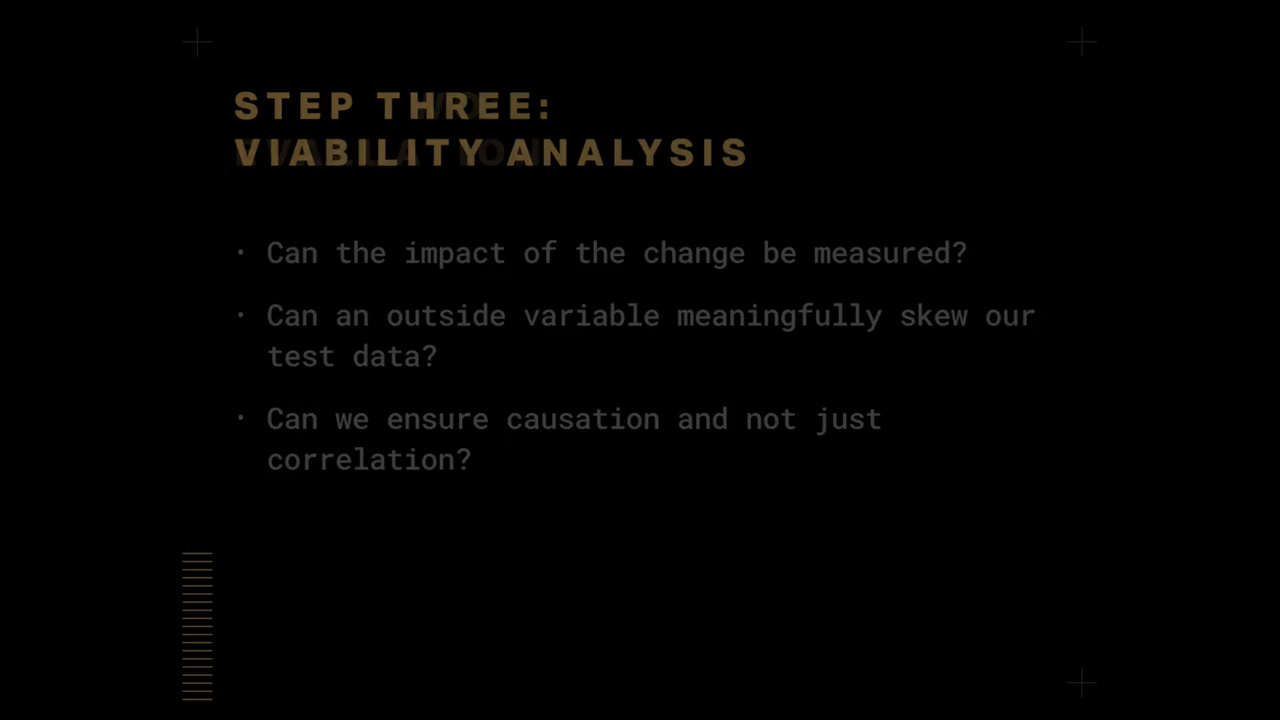 STEP THREE:
VIABILITY ANALYSIS
• Can the impact of the change be measured?
• Can an outside variable meaningfully skew our
test data?
• Can we ensure causation and not just
correlation?